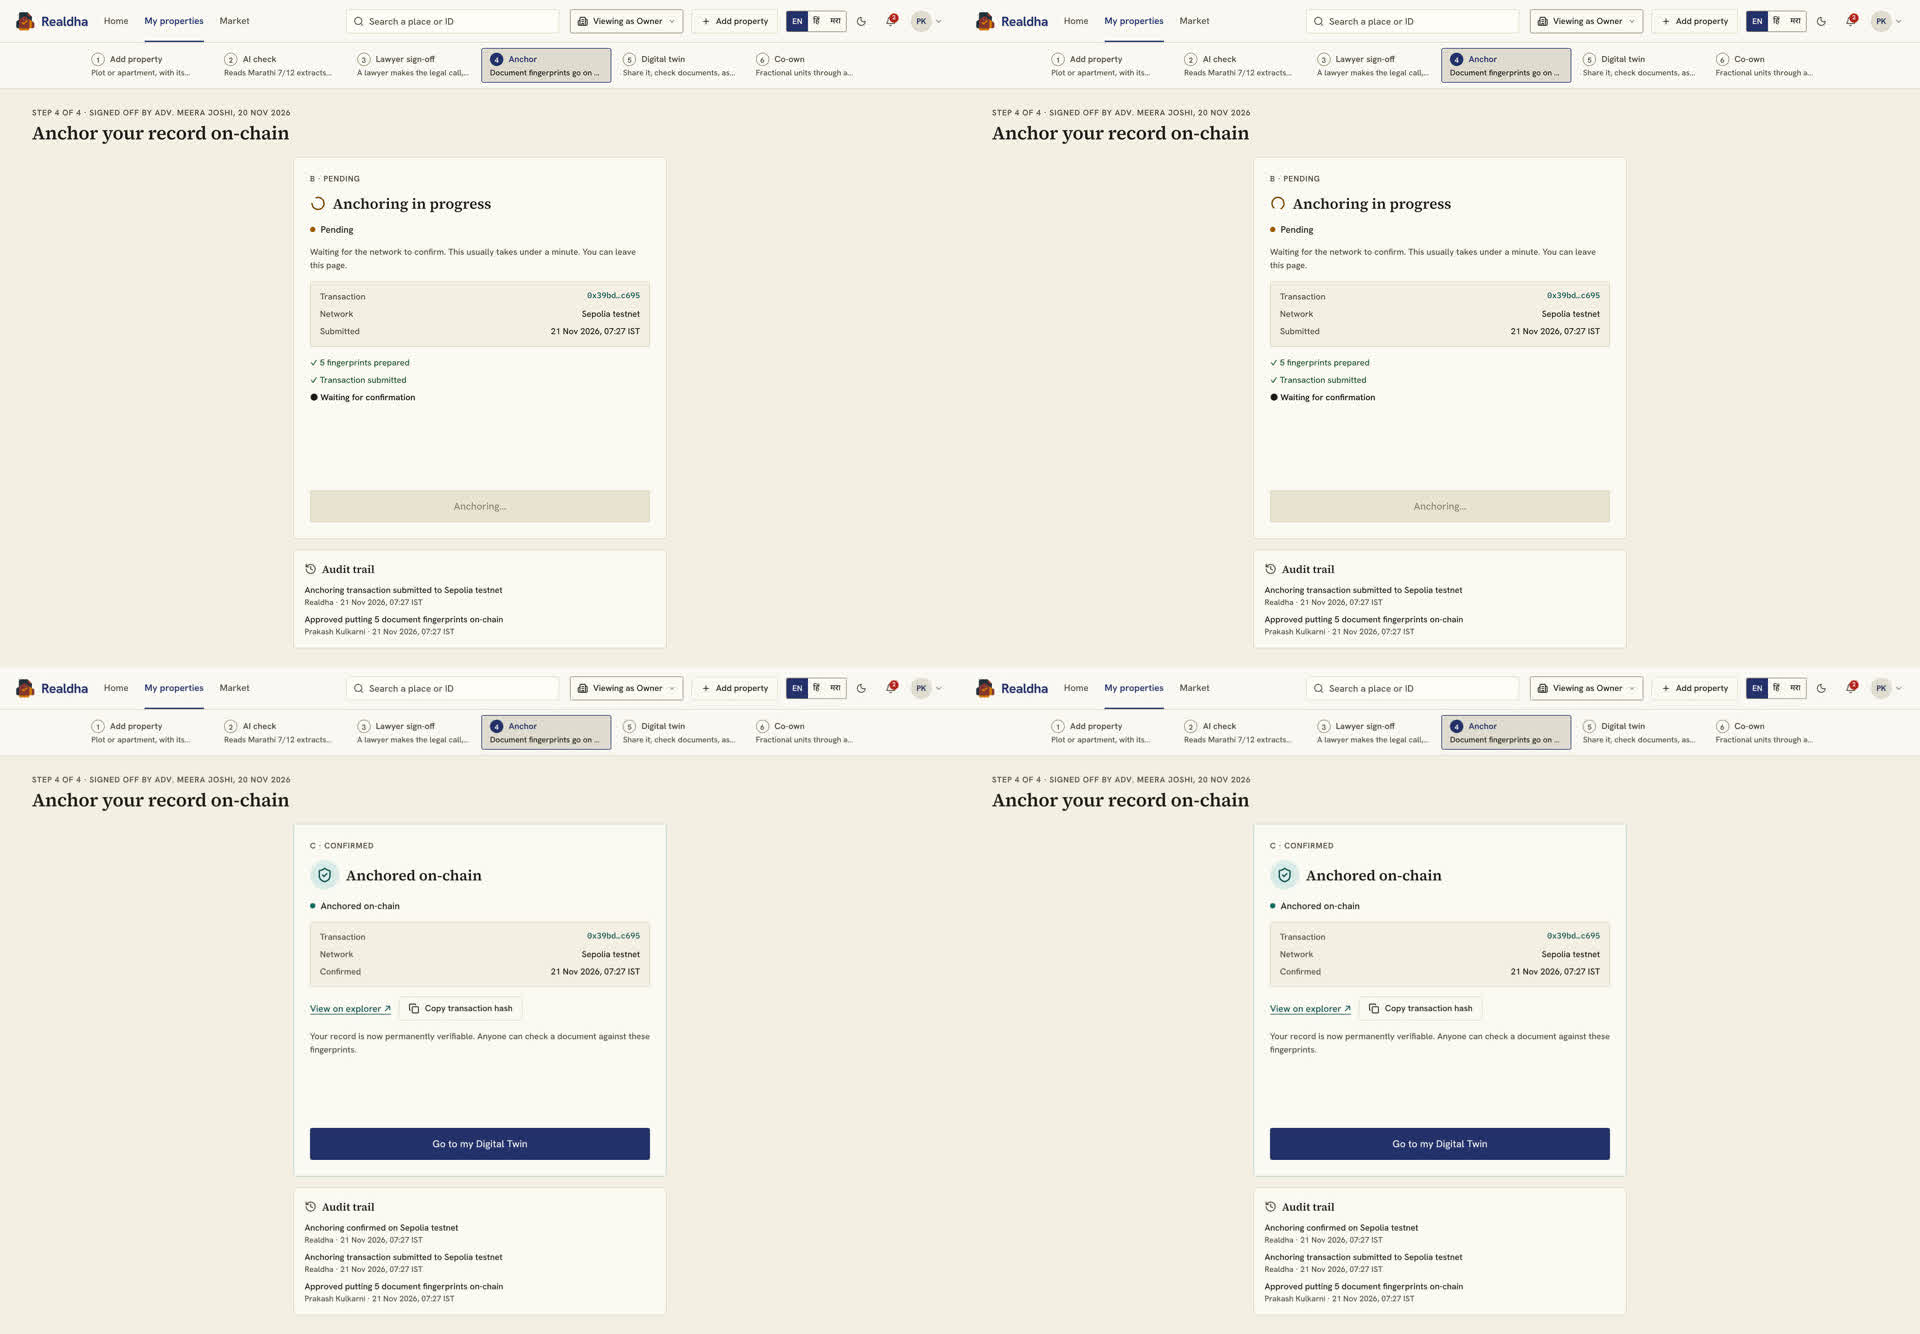 Realdha Home My properties Market Search a place or ID Viewing as Owner + Add property EN हिं मरा 2 PK
1 Add property 2 AI check 3 Lawyer sign-off 4 Anchor 5 Digital twin 6 Co-own
Plot or apartment, with its... Reads Marathi 7/12 extracts... A lawyer makes the legal call,... Document fingerprints go on ... Share it, check documents, as... Fractional units through a...
STEP 4 OF 4 · SIGNED OFF BY ADV. MEERA JOSHI, 20 NOV 2026
Anchor your record on-chain
B · PENDING
Anchoring in progress
Pending
Waiting for the network to confirm. This usually takes under a minute. You can leave
this page.
Transaction 0x39bd…c695
Network Sepolia testnet
Submitted 21 Nov 2026, 07:27 IST
✓ 5 fingerprints prepared
✓ Transaction submitted
● Waiting for confirmation
Anchoring...
Audit trail
Anchoring transaction submitted to Sepolia testnet
Realdha · 21 Nov 2026, 07:27 IST
Approved putting 5 document fingerprints on-chain
Prakash Kulkarni · 21 Nov 2026, 07:27 IST
Realdha Home My properties Market Search a place or ID Viewing as Owner + Add property EN हिं मरा 2 PK
1 Add property 2 AI check 3 Lawyer sign-off 4 Anchor 5 Digital twin 6 Co-own
Plot or apartment, with its... Reads Marathi 7/12 extracts... A lawyer makes the legal call,... Document fingerprints go on ... Share it, check documents, as... Fractional units through a...
STEP 4 OF 4 · SIGNED OFF BY ADV. MEERA JOSHI, 20 NOV 2026
Anchor your record on-chain
B · PENDING
Anchoring in progress
Pending
Waiting for the network to confirm. This usually takes under a minute. You can leave
this page.
Transaction 0x39bd…c695
Network Sepolia testnet
Submitted 21 Nov 2026, 07:27 IST
✓ 5 fingerprints prepared
✓ Transaction submitted
● Waiting for confirmation
Anchoring...
Audit trail
Anchoring transaction submitted to Sepolia testnet
Realdha · 21 Nov 2026, 07:27 IST
Approved putting 5 document fingerprints on-chain
Prakash Kulkarni · 21 Nov 2026, 07:27 IST
Realdha Home My properties Market Search a place or ID Viewing as Owner + Add property EN हिं मरा 2 PK
1 Add property 2 AI check 3 Lawyer sign-off 4 Anchor 5 Digital twin 6 Co-own
Plot or apartment, with its... Reads Marathi 7/12 extracts... A lawyer makes the legal call,... Document fingerprints go on ... Share it, check documents, as... Fractional units through a...
STEP 4 OF 4 · SIGNED OFF BY ADV. MEERA JOSHI, 20 NOV 2026
Anchor your record on-chain
C · CONFIRMED
Anchored on-chain
Anchored on-chain
Transaction 0x39bd…c695
Network Sepolia testnet
Confirmed 21 Nov 2026, 07:27 IST
View on explorer ↗ Copy transaction hash
Your record is now permanently verifiable. Anyone can check a document against these
fingerprints.
Go to my Digital Twin
Audit trail
Anchoring confirmed on Sepolia testnet
Realdha · 21 Nov 2026, 07:27 IST
Anchoring transaction submitted to Sepolia testnet
Realdha · 21 Nov 2026, 07:27 IST
Approved putting 5 document fingerprints on-chain
Prakash Kulkarni · 21 Nov 2026, 07:27 IST
Realdha Home My properties Market Search a place or ID Viewing as Owner + Add property EN हिं मरा 2 PK
1 Add property 2 AI check 3 Lawyer sign-off 4 Anchor 5 Digital twin 6 Co-own
Plot or apartment, with its... Reads Marathi 7/12 extracts... A lawyer makes the legal call,... Document fingerprints go on ... Share it, check documents, as... Fractional units through a...
STEP 4 OF 4 · SIGNED OFF BY ADV. MEERA JOSHI, 20 NOV 2026
Anchor your record on-chain
C · CONFIRMED
Anchored on-chain
Anchored on-chain
Transaction 0x39bd…c695
Network Sepolia testnet
Confirmed 21 Nov 2026, 07:27 IST
View on explorer ↗ Copy transaction hash
Your record is now permanently verifiable. Anyone can check a document against these
fingerprints.
Go to my Digital Twin
Audit trail
Anchoring confirmed on Sepolia testnet
Realdha · 21 Nov 2026, 07:27 IST
Anchoring transaction submitted to Sepolia testnet
Realdha · 21 Nov 2026, 07:27 IST
Approved putting 5 document fingerprints on-chain
Prakash Kulkarni · 21 Nov 2026, 07:27 IST